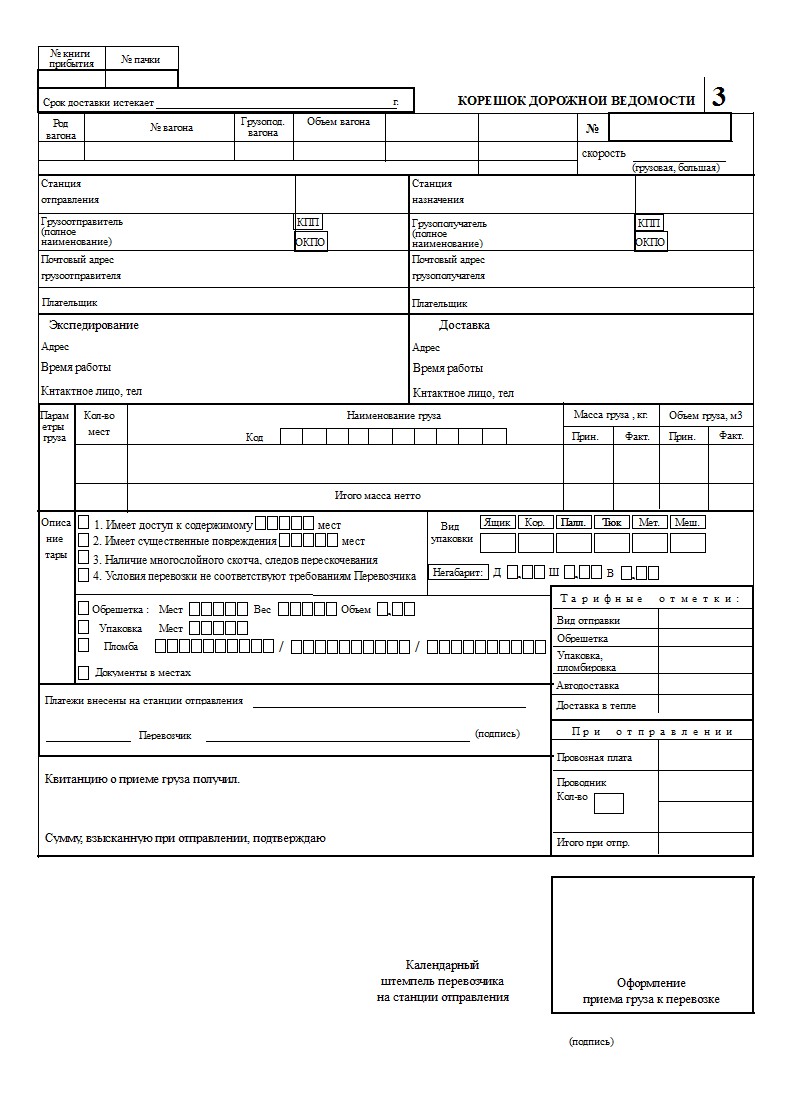 № книги прибытия
№ пачки
Срок доставки истекает г.
КОРЕШОК ДОРОЖНОИ ВЕДОМОСТИ 3
Род вагона
№ вагона
Грузопод. вагона
Объем вагона
№
скорость
(грузовая, большая)
Станция отправления
Станция назначения
Грузоотправитель (полное наименование)
КПП
ОКПО
Грузополучатель (полное наименование)
КПП
ОКПО
Почтовый адрес грузоотправителя
Почтовый адрес грузополучателя
Плательщик
Плательщик
Экспедирование
Доставка
Адрес
Адрес
Время работы
Время работы
Кнтактное лицо, тел
Кнтактное лицо, тел
Парам етры груза
Кол-во мест
Наименование груза
Код
Масса груза , кг.
Объем груза, м3
Прин.
Факт.
Прин.
Факт.
Итого масса нетто
Описа ние тары
1. Имеет доступ к содержимому мест
2. Имеет существенные повреждения мест
3. Наличие многослойного скотча, следов перескочевания
4. Условия перевозки не соответствуют требованиям Перевозчика
Вид упаковки
Ящик Кор. Палл. Тюк Мет. Меш.
Негабарит: Д , Ш , В ,
Обрешетка : Мест Вес Объем ,
Упаковка Мест
Пломба / /
Документы в местах
Тарифные отметки:
Вид отправки
Обрешетка
Упаковка, пломбировка
Автодоставка
Доставка в тепле
Платежи внесены на станции отправления
Перевозчик (подпись)
При отправлении
Провозная плата
Проводник
Кол-во
Итого при отпр.
Квитанцию о приеме груза получил.
Сумму, взысканную при отправлении, подтверждаю
Календарный
штемпель перевозчика
на станции отправления
Оформление
приема груза к перевозке
(подпись)